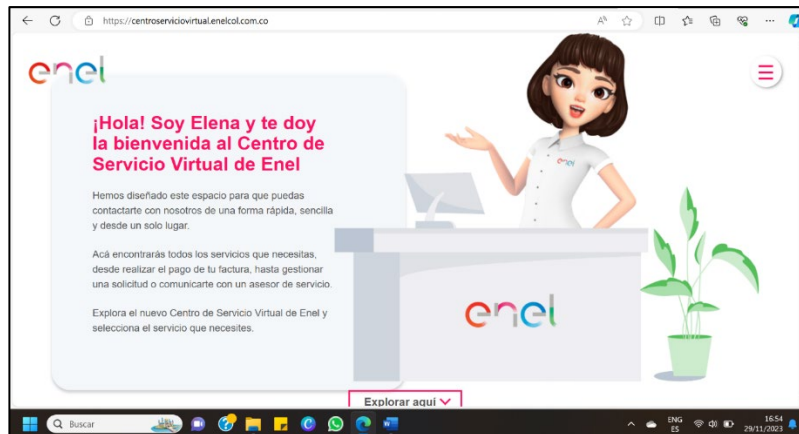 https://centroserviciovirtual.enelcol.com.co
enel
¡Hola! Soy Elena y te doy
la bienvenida al Centro de
Servicio Virtual de Enel
Hemos diseñado este espacio para que puedas
contactarte con nosotros de una forma rápida, sencilla
y desde un solo lugar.
Acá encontrarás todos los servicios que necesitas,
desde realizar el pago de tu factura, hasta gestionar
una solicitud o comunicarte con un asesor de servicio.
Explora el nuevo Centro de Servicio Virtual de Enel y
selecciona el servicio que necesites.
enel
enel
Explorar aquí
Buscar
ENG
ES
16:54
29/11/2023